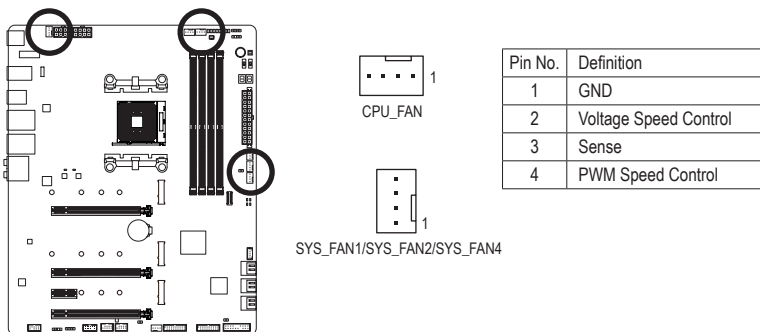 1
CPU_FAN
1
SYS_FAN1/SYS_FAN2/SYS_FAN4
Pin No. Definition
1 GND
2 Voltage Speed Control
3 Sense
4 PWM Speed Control